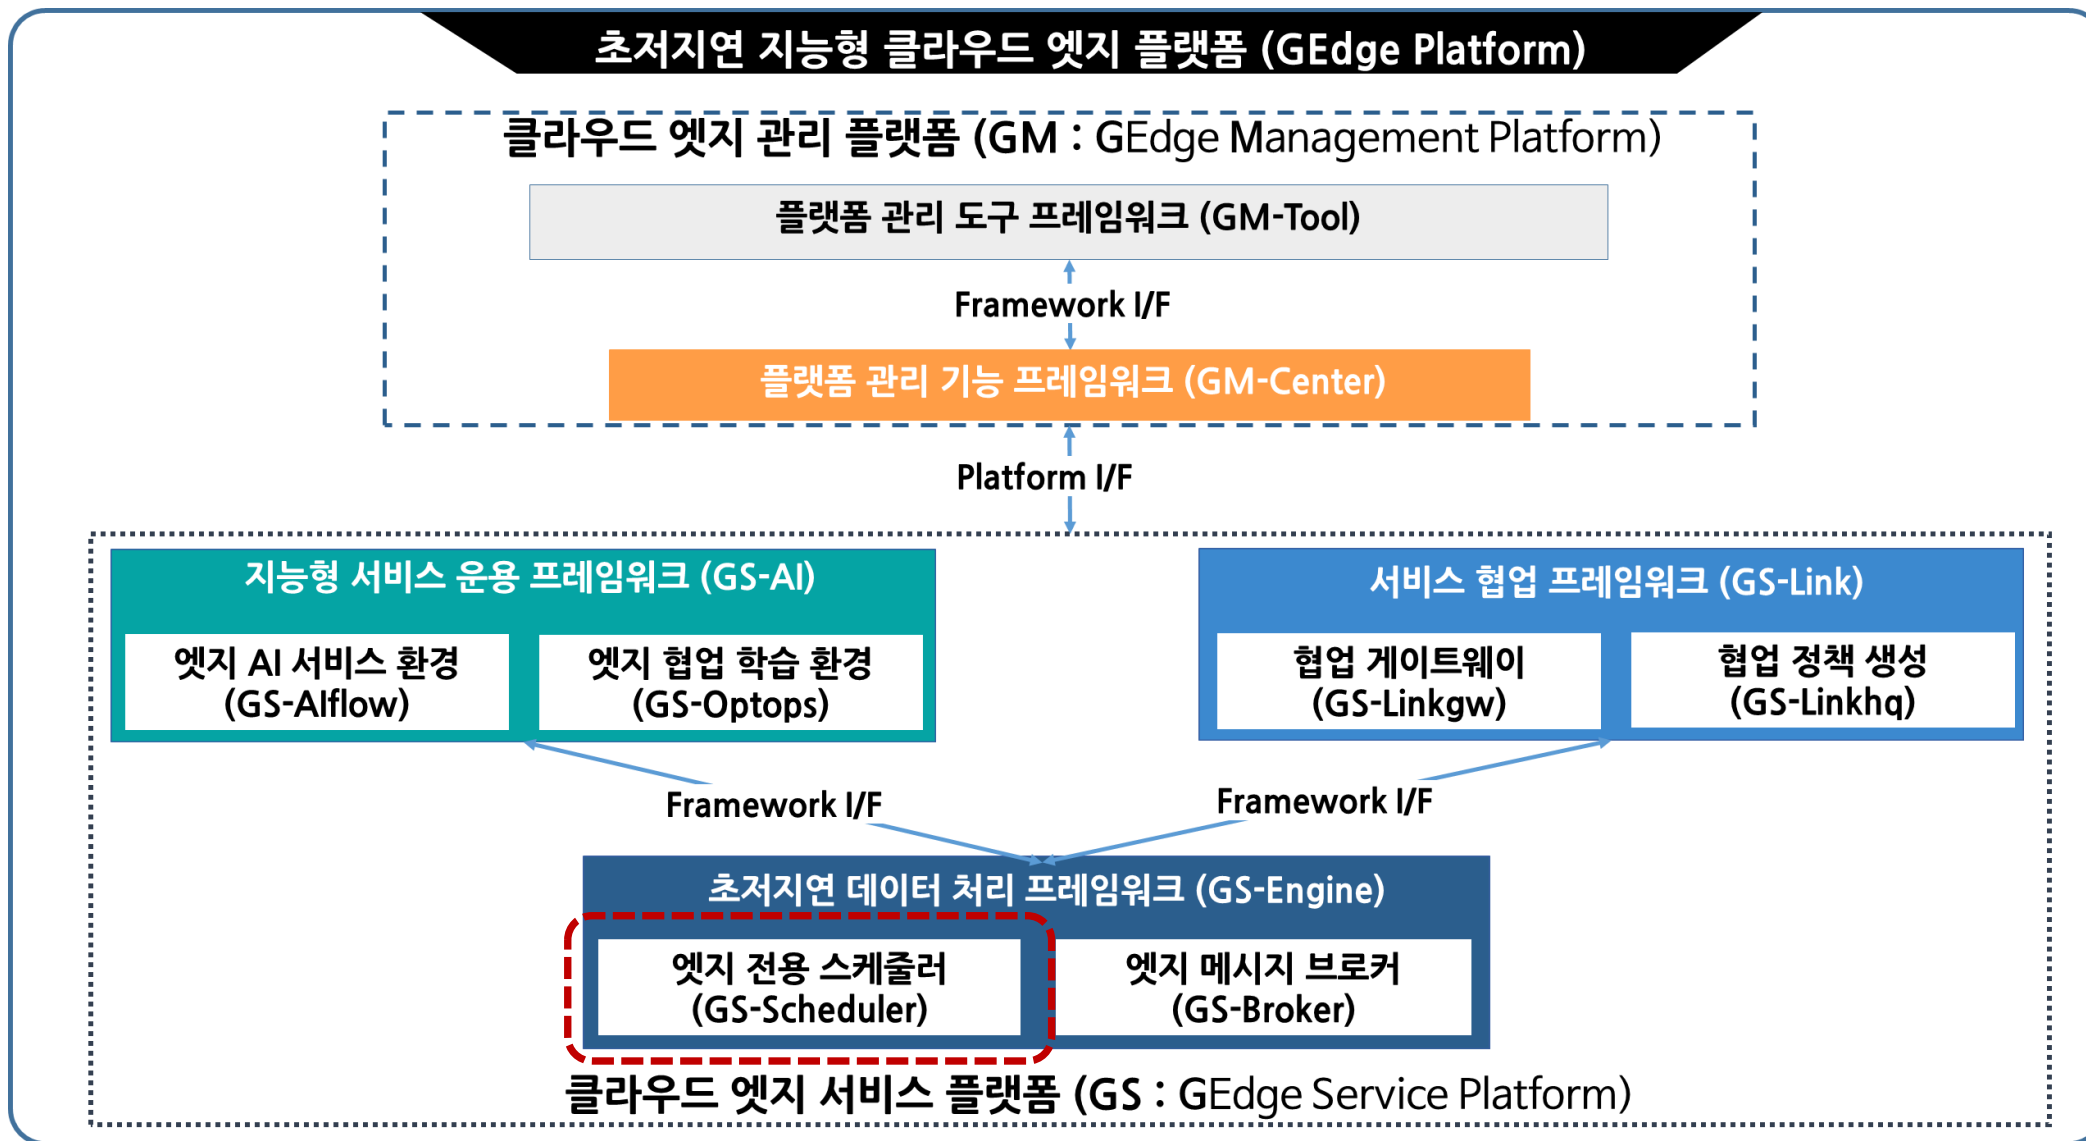 초저지연 지능형 클라우드 엣지 플랫폼 (GEdge Platform)
클라우드 엣지 관리 플랫폼 (GM : GEdge Management Platform)
플랫폼 관리 도구 프레임워크 (GM-Tool)
Framework I/F
플랫폼 관리 기능 프레임워크 (GM-Center)
Platform I/F
지능형 서비스 운용 프레임워크 (GS-AI)
엣지 AI 서비스 환경
(GS-AIflow)
엣지 협업 학습 환경
(GS-Optops)
서비스 협업 프레임워크 (GS-Link)
협업 게이트웨이
(GS-Linkgw)
협업 정책 생성
(GS-Linkhq)
Framework I/F
Framework I/F
초저지연 데이터 처리 프레임워크 (GS-Engine)
엣지 전용 스케줄러
(GS-Scheduler)
엣지 메시지 브로커
(GS-Broker)
클라우드 엣지 서비스 플랫폼 (GS : GEdge Service Platform)